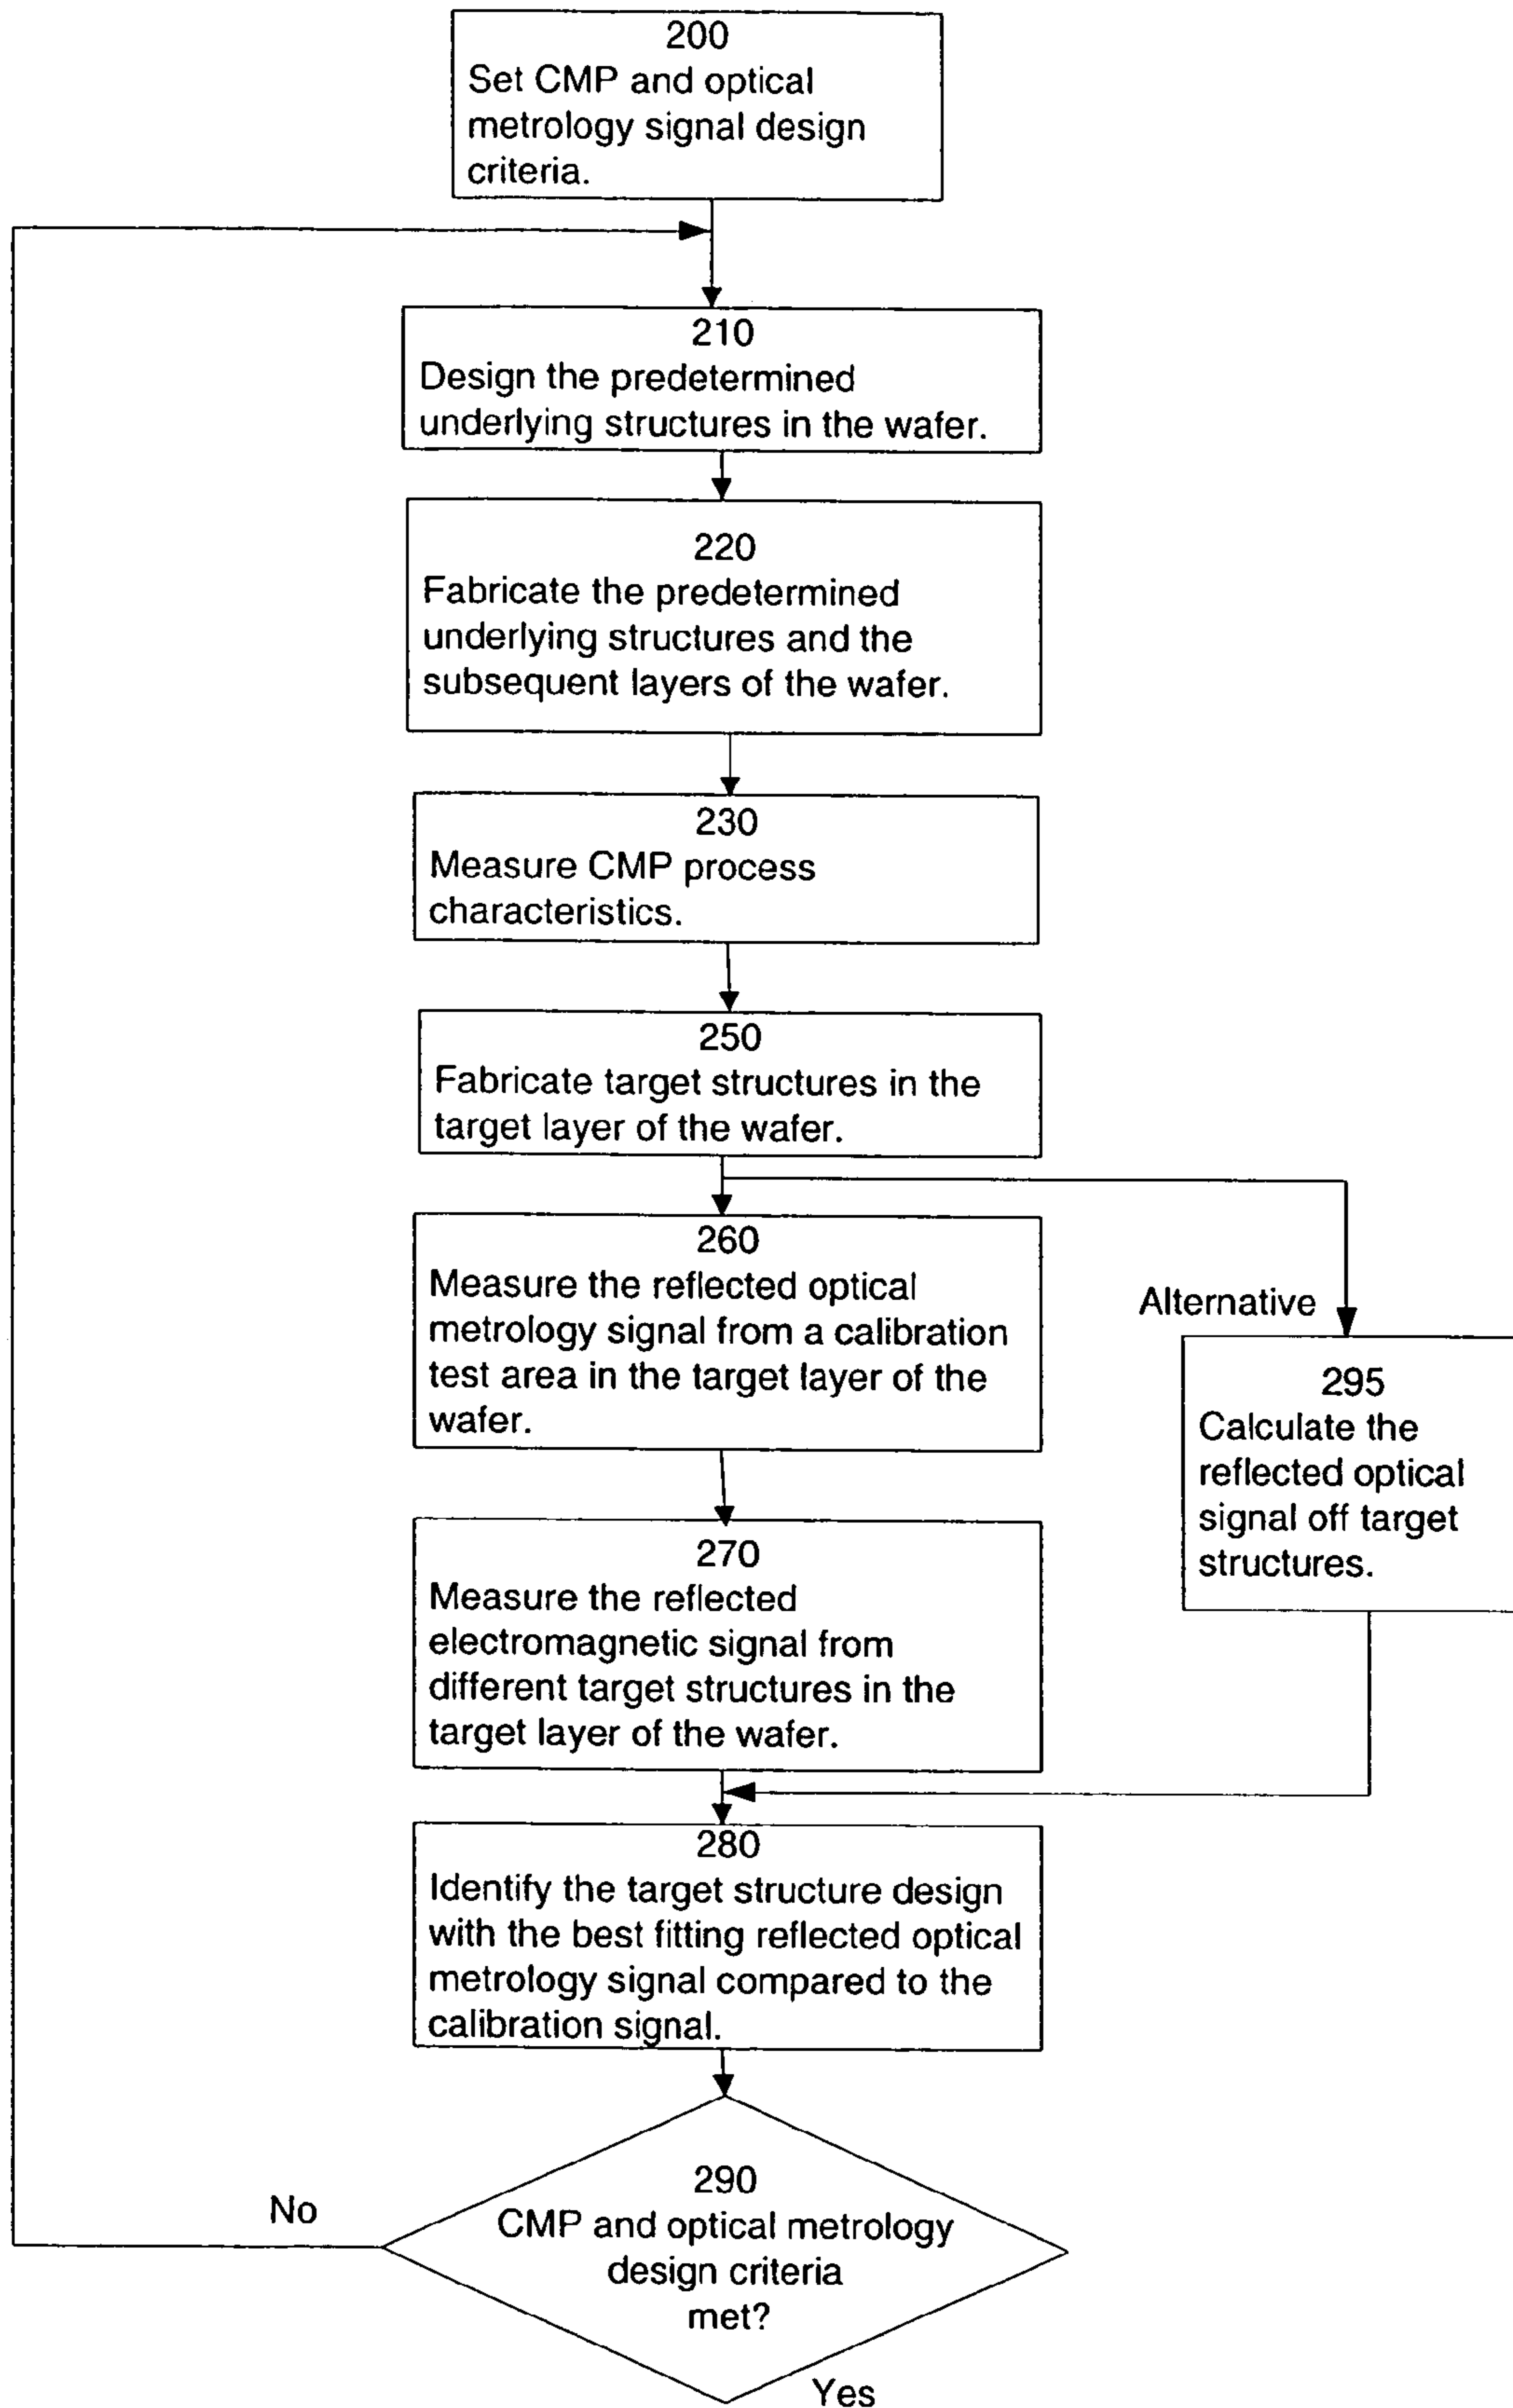 200
Set CMP and optical
metrology signal design
criteria.
210
Design the predetermined
underlying structures in the wafer.
220
Fabricate the predetermined
underlying structures and the
subsequent layers of the wafer.
230
Measure CMP process
characteristics.
250
Fabricate target structures in the
target layer of the wafer.
260
Measure the reflected optical
metrology signal from a calibration
test area in the target layer of the
wafer.
Alternative
295
Calculate the
reflected optical
signal off target
structures.
270
Measure the reflected
electromagnetic signal from
different target structures in the
target layer of the wafer.
280
Identify the target structure design
with the best fitting reflected optical
metrology signal compared to the
calibration signal.
290
CMP and optical metrology
design criteria
met?
No
Yes